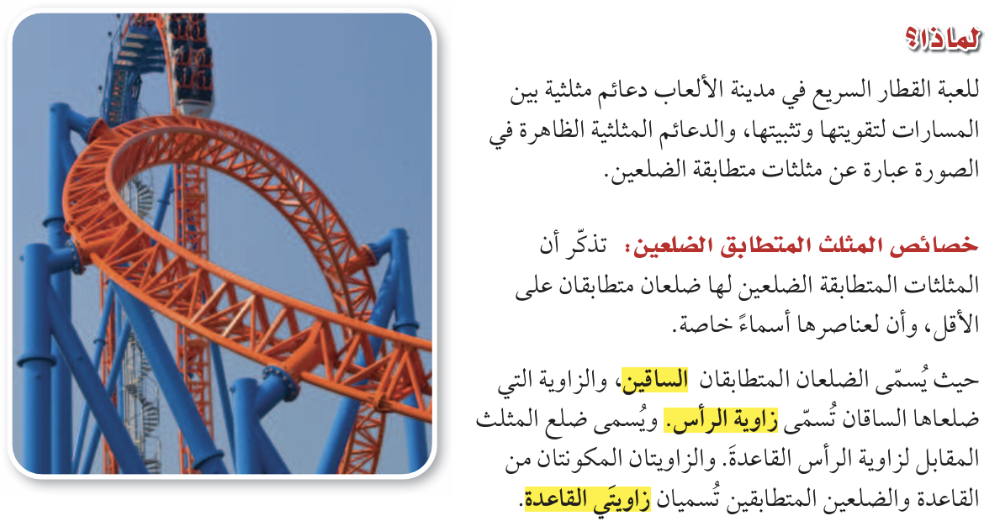 لماذا؟
للعبة القطار السريع في مدينة الألعاب دعائم مثلثية بين
المسارات لتقويتها وتثبيتها، والدعائم المثلثية الظاهرة في
الصورة عبارة عن مثلثات متطابقة الضلعين.
خصائص المثلث المتطابق الضلعين: تذكّر أن
المثلثات المتطابقة الضلعين لها ضلعان متطابقان على
الأقل، وأن لعناصرها أسماءً خاصة.
حيث يُسمّى الضلعان المتطابقان الساقين، والزاوية التي
ضلعاها الساقان تُسمّى زاوية الرأس. ويُسمى ضلع المثلث
المقابل لزاوية الرأس القاعدةَ. والزاويتان المكونتان من
القاعدة والضلعين المتطابقين تُسميان زاويتَي القاعدة.